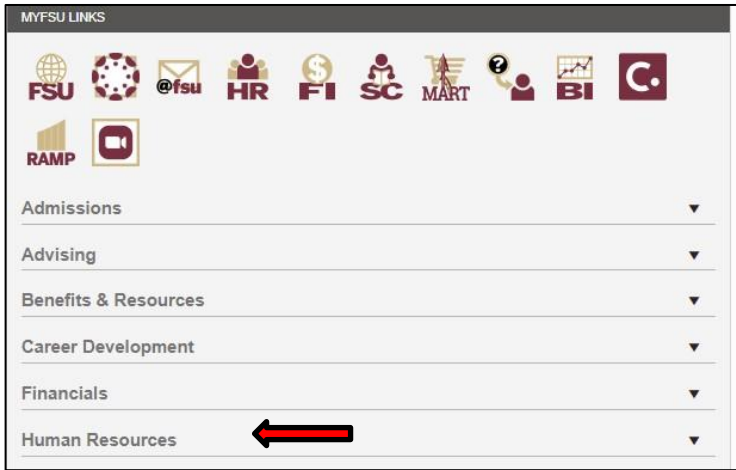 MYFSU LINKS
FSU @fsu HR FI SC MART ? BI C.
RAMP
Admissions
Advising
Benefits & Resources
Career Development
Financials
Human Resources